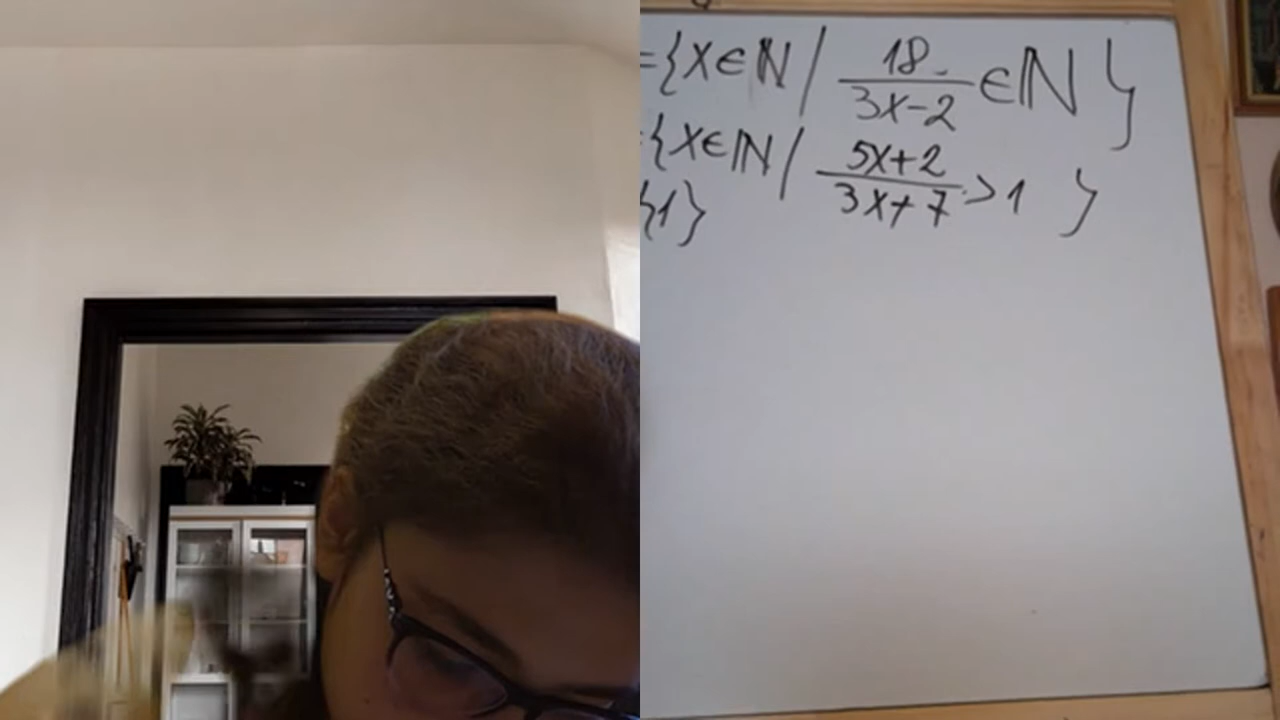 ={x∈ℕ / 18/(3x-2) ∈ℕ}
={x∈ℕ / (5x+2)/(3x+7) >1 }
{1}